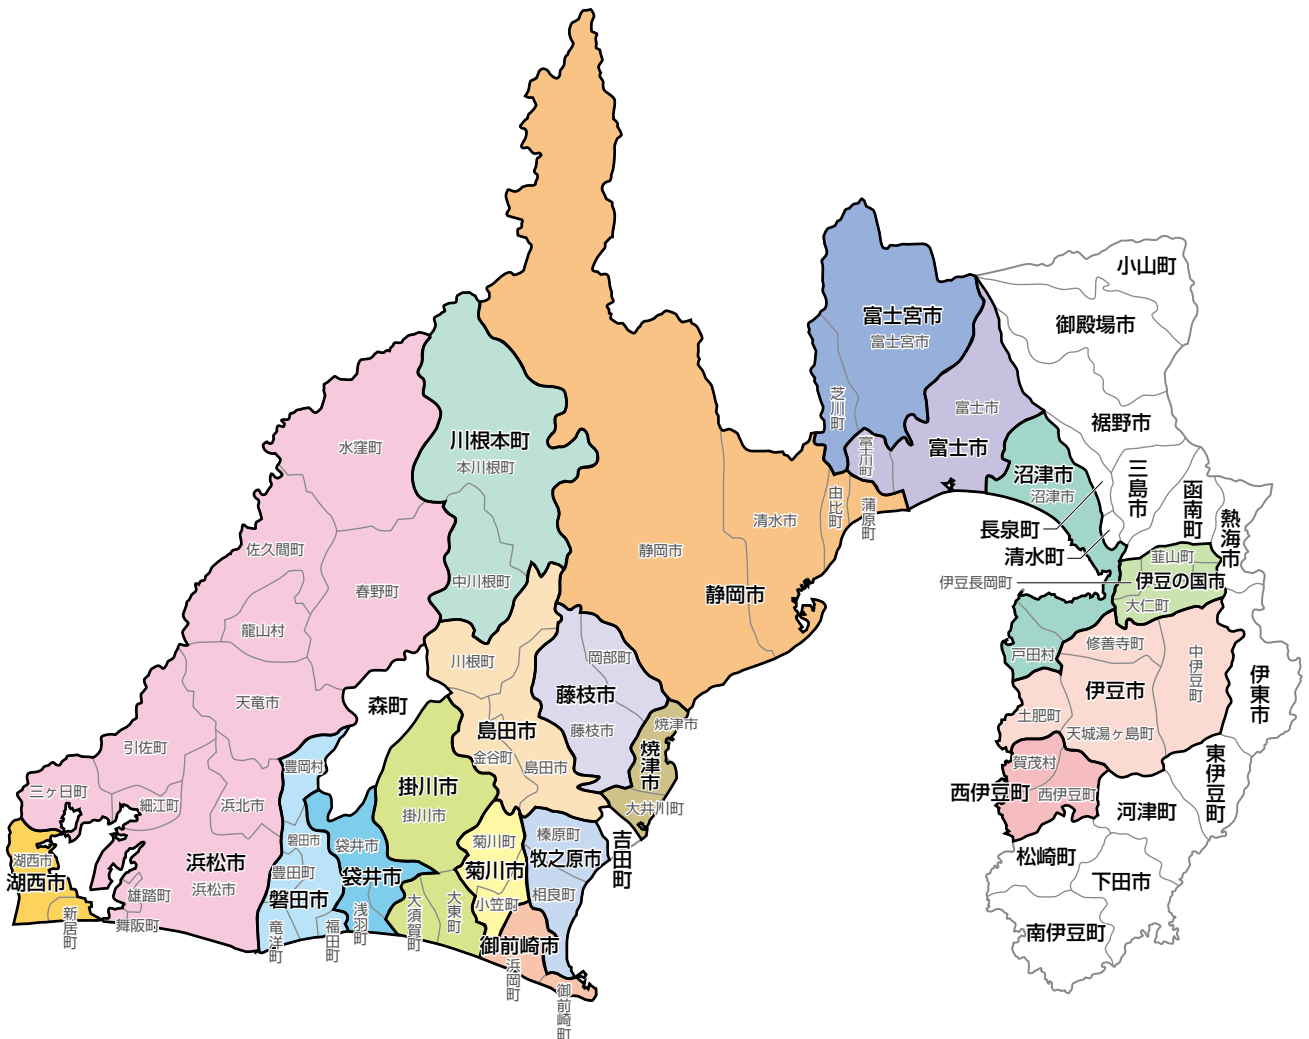 小山町
御殿場市
富士宮市
富士宮市
芝川町
富士市
富士市
富士川町
裾野市
三島市
函南町
熱海市
沼津市
沼津市
長泉町
清水町
川根本町
本川根町
中川根町
水窪町
佐久間町
春野町
龍山村
天竜市
引佐町
三ヶ日町
細江町
浜北市
浜松市
浜松市
雄踏町
舞阪町
湖西市
湖西市
新居町
静岡市
静岡市
清水市
由比町
蒲原町
伊豆長岡町
韮山町
伊豆の国市
大仁町
戸田村
修善寺町
中伊豆町
伊豆市
土肥町
天城湯ヶ島町
伊東市
賀茂村
西伊豆町
西伊豆町
東伊豆町
河津町
松崎町
下田市
南伊豆町
森町
川根町
島田市
金谷町
島田市
岡部町
藤枝市
藤枝市
焼津市
焼津市
大井川町
吉田町
豊岡村
磐田市
豊田町
磐田市
竜洋町
福田町
袋井市
袋井市
浅羽町
掛川市
掛川市
大須賀町
大東町
菊川町
菊川市
小笠町
榛原町
牧之原市
相良町
御前崎市
浜岡町
御前崎町